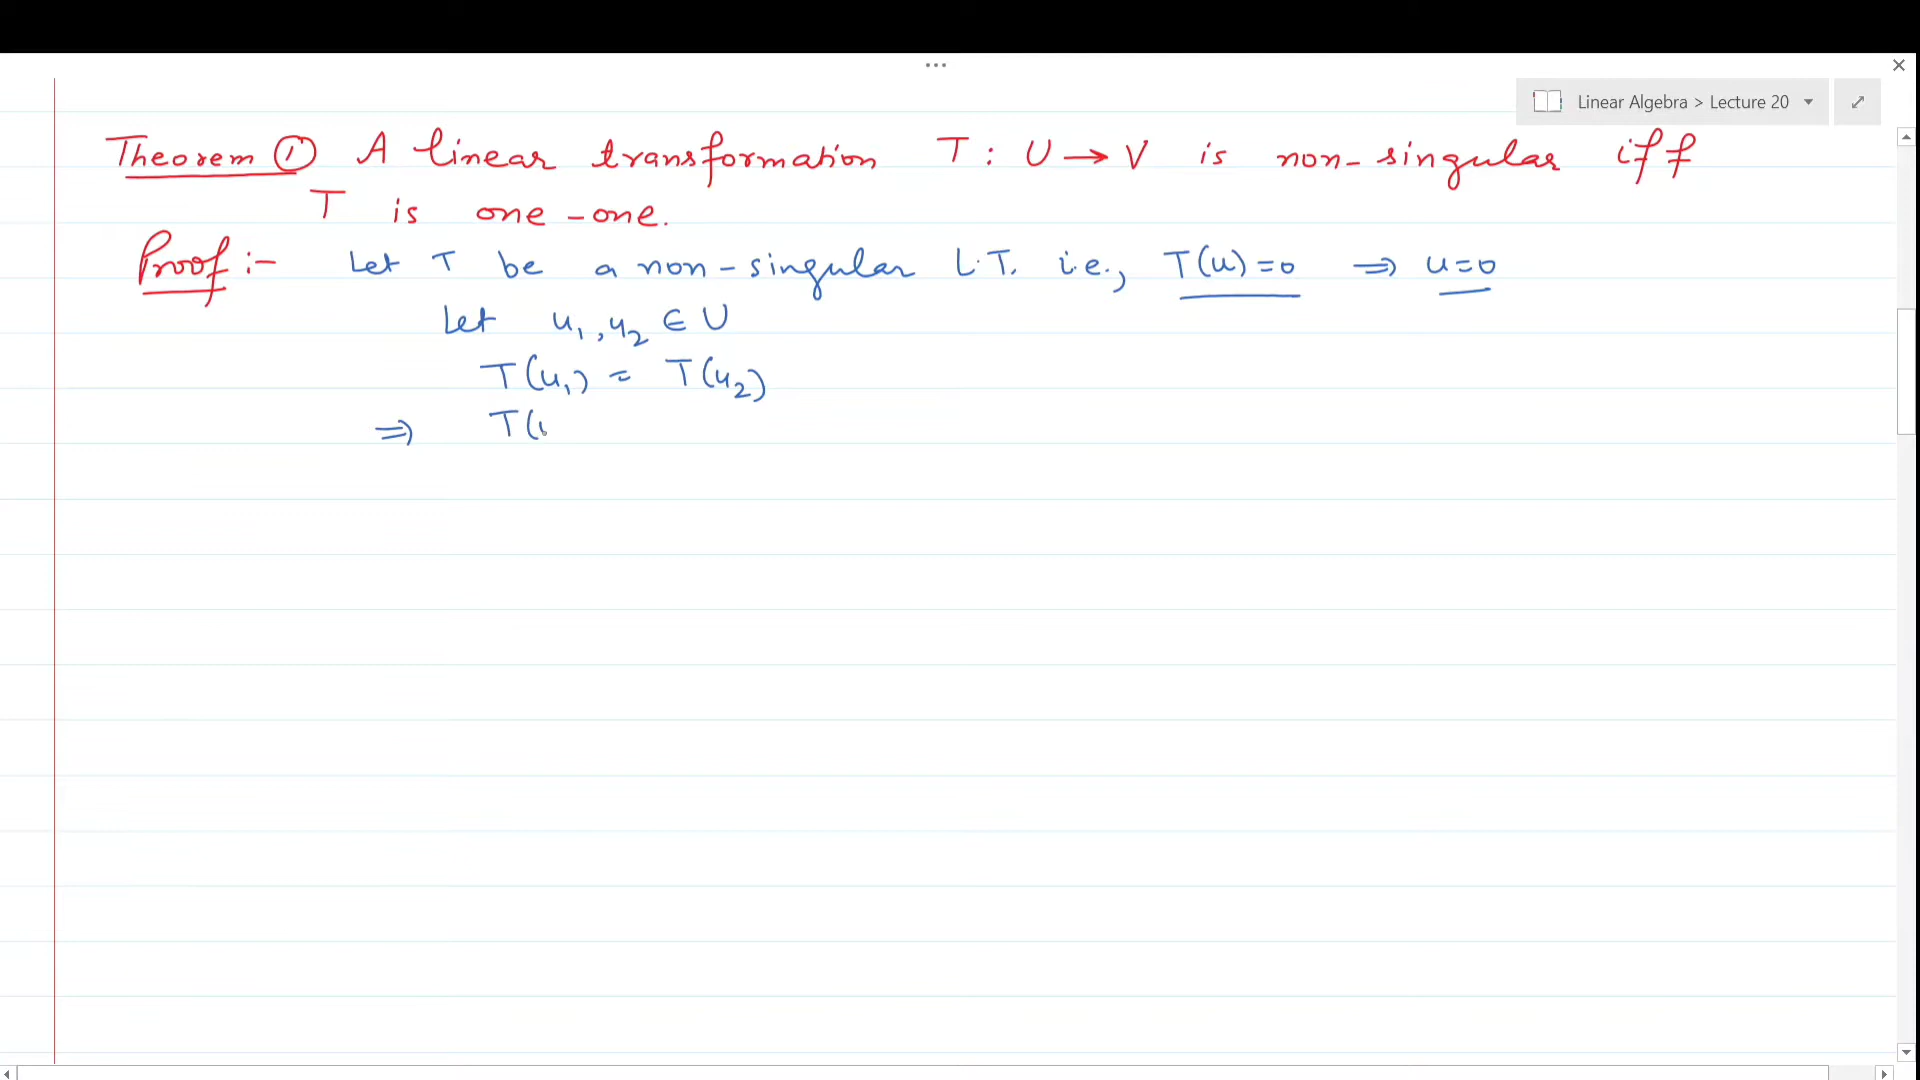 Linear Algebra > Lecture 20
Theorem ① A linear transformation T : U → V is non-singular iff
T is one-one.
Proof :- Let T be a non-singular L.T. i.e., T(u)=0 ⇒ u=0
Let u₁, u₂ ∈ U
T(u₁) = T(u₂)
⇒ T(